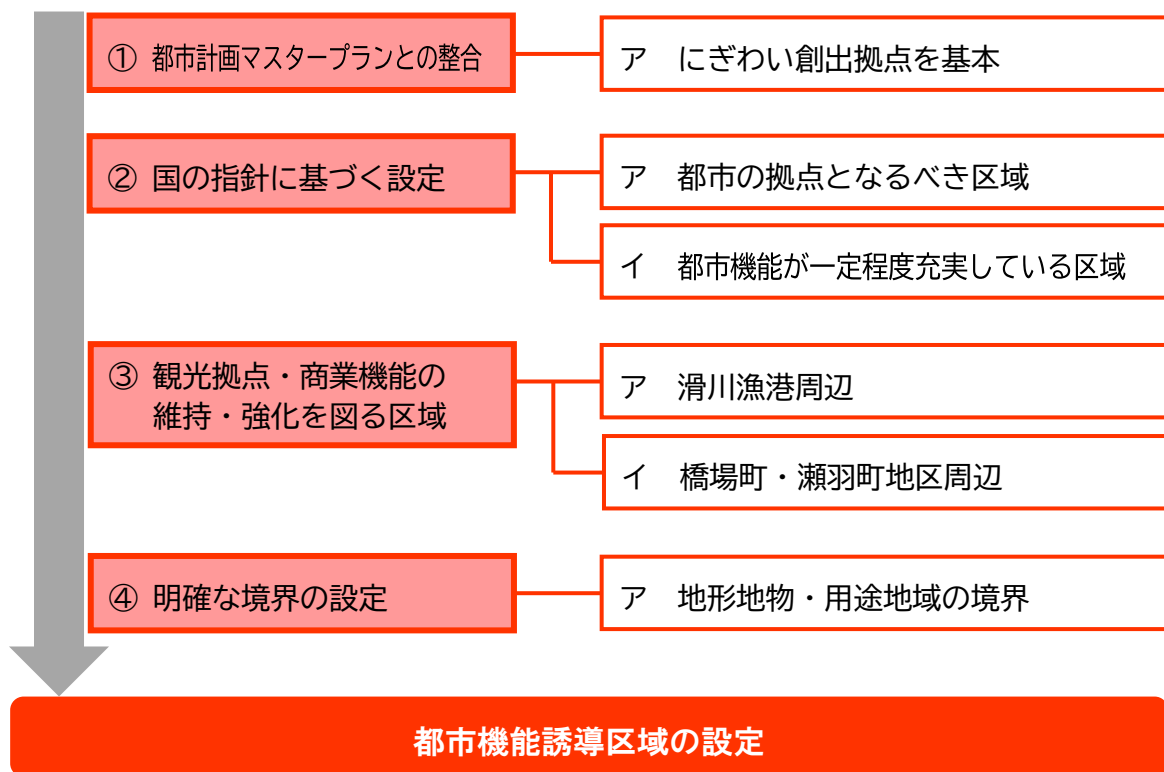 ① 都市計画マスタープランとの整合
ア にぎわい創出拠点を基本
② 国の指針に基づく設定
ア 都市の拠点となるべき区域
イ 都市機能が一定程度充実している区域
③ 観光拠点・商業機能の
維持・強化を図る区域
ア 滑川漁港周辺
イ 橋場町・瀬羽町地区周辺
④ 明確な境界の設定
ア 地形地物・用途地域の境界
都市機能誘導区域の設定